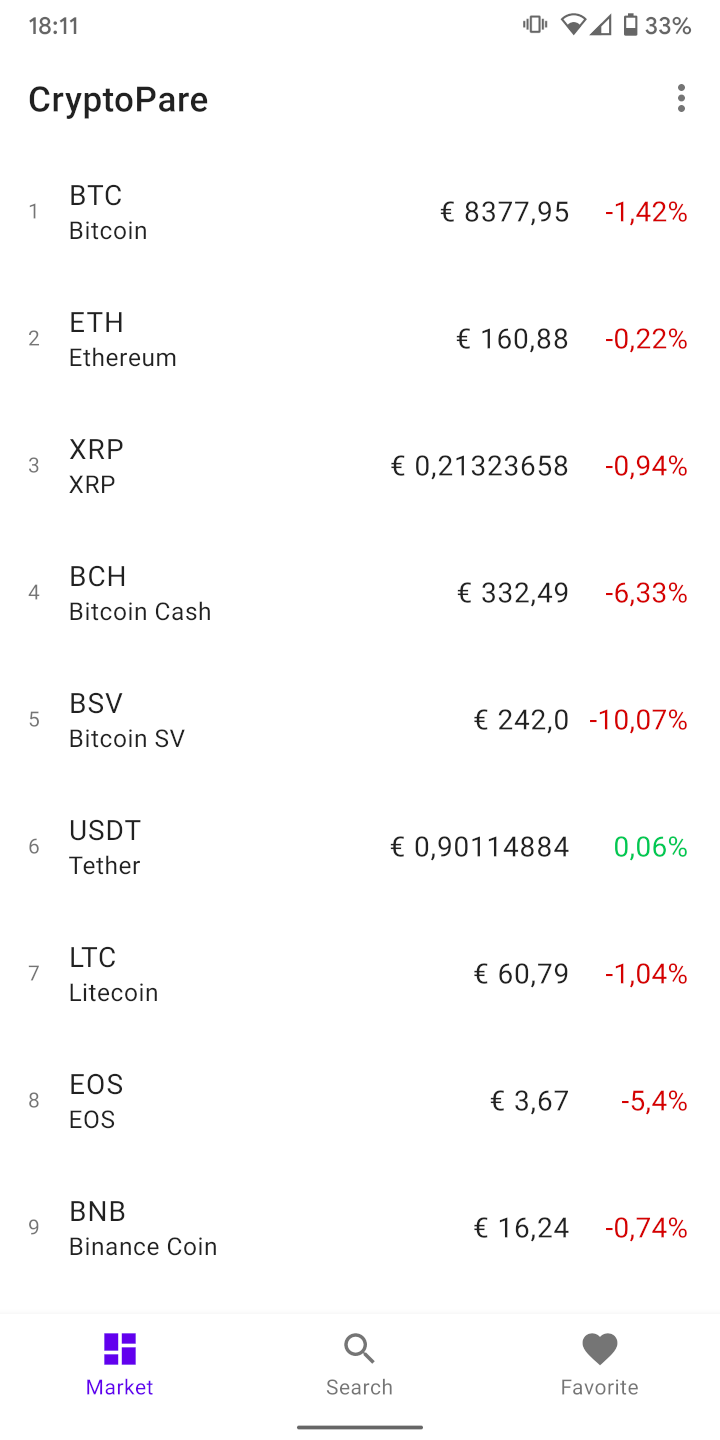 18:11 33%
CryptoPare
1 BTC € 8377,95 -1,42%
Bitcoin
2 ETH € 160,88 -0,22%
Ethereum
3 XRP € 0,21323658 -0,94%
XRP
4 BCH € 332,49 -6,33%
Bitcoin Cash
5 BSV € 242,0 -10,07%
Bitcoin SV
6 USDT € 0,90114884 0,06%
Tether
7 LTC € 60,79 -1,04%
Litecoin
8 EOS € 3,67 -5,4%
EOS
9 BNB € 16,24 -0,74%
Binance Coin
Market Search Favorite